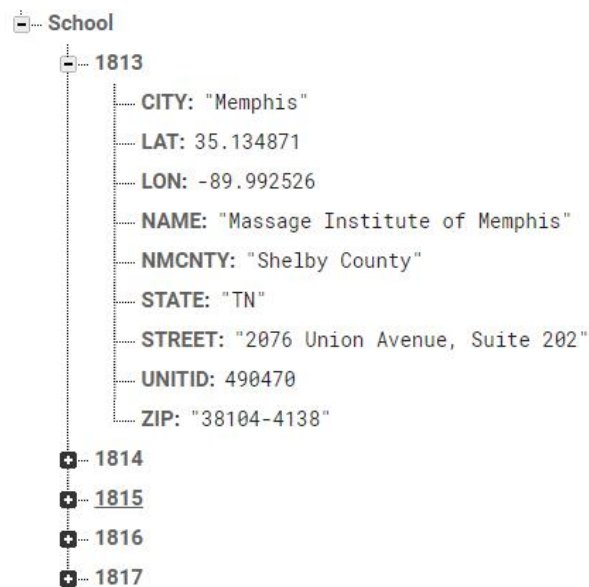 School
1813
CITY: "Memphis"
LAT: 35.134871
LON: -89.992526
NAME: "Massage Institute of Memphis"
NMCNTY: "Shelby County"
STATE: "TN"
STREET: "2076 Union Avenue, Suite 202"
UNITID: 490470
ZIP: "38104-4138"
1814
1815
1816
1817